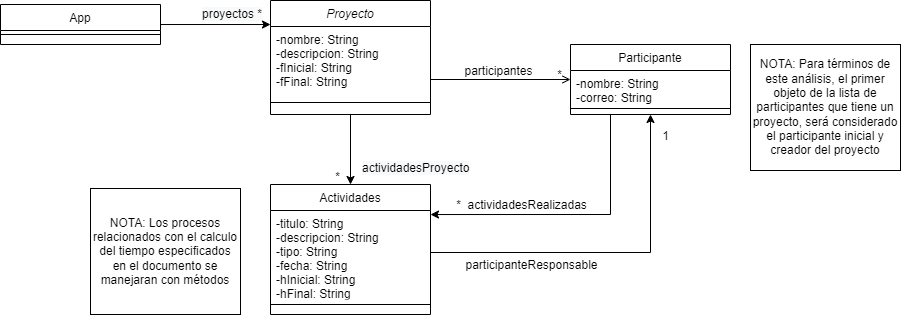 App
proyectos *
Proyecto
-nombre: String
-descripcion: String
-fInicial: String
-fFinal: String
participantes
*
Participante
-nombre: String
-correo: String
NOTA: Para términos de
este análisis, el primer
objeto de la lista de
participantes que tiene un
proyecto, será considerado
el participante inicial y
creador del proyecto
1
actividadesProyecto
*
Actividades
-titulo: String
-descripcion: String
-tipo: String
-fecha: String
-hInicial: String
-hFinal: String
* actividadesRealizadas
participanteResponsable
NOTA: Los procesos
relacionados con el calculo
del tiempo especificados
en el documento se
manejaran con métodos